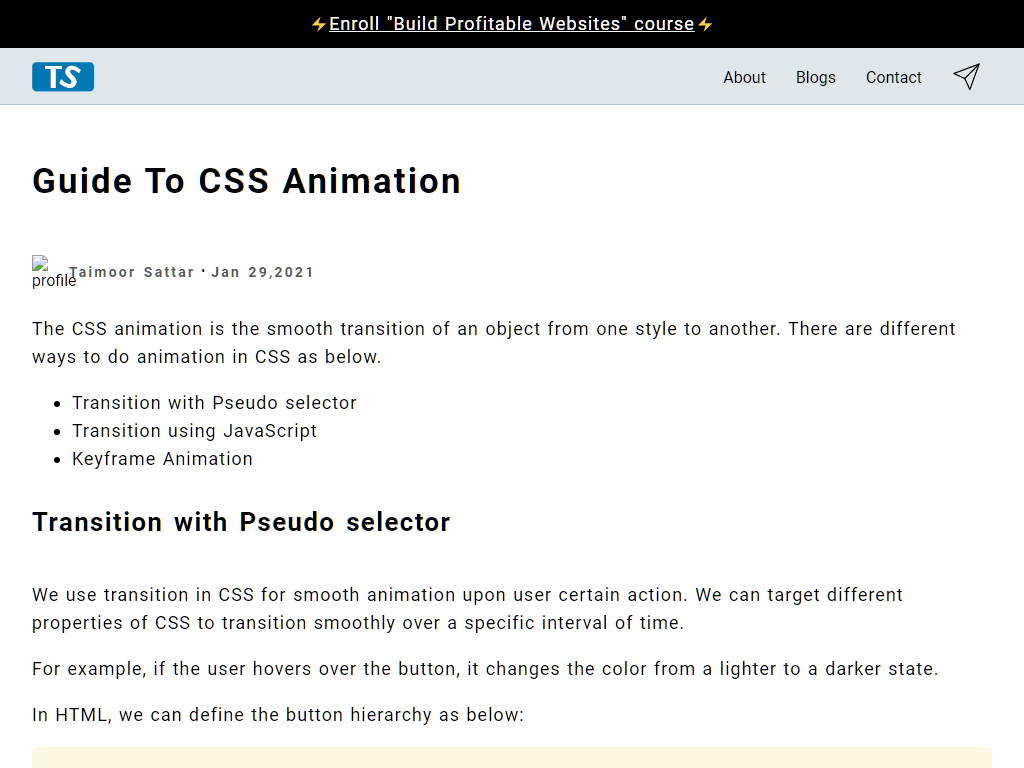 ⚡Enroll "Build Profitable Websites" course⚡
TS
About Blogs Contact
Guide To CSS Animation
profile
Taimoor Sattar · Jan 29,2021
The CSS animation is the smooth transition of an object from one style to another. There are different
ways to do animation in CSS as below.
• Transition with Pseudo selector
• Transition using JavaScript
• Keyframe Animation
Transition with Pseudo selector
We use transition in CSS for smooth animation upon user certain action. We can target different
properties of CSS to transition smoothly over a specific interval of time.
For example, if the user hovers over the button, it changes the color from a lighter to a darker state.
In HTML, we can define the button hierarchy as below: